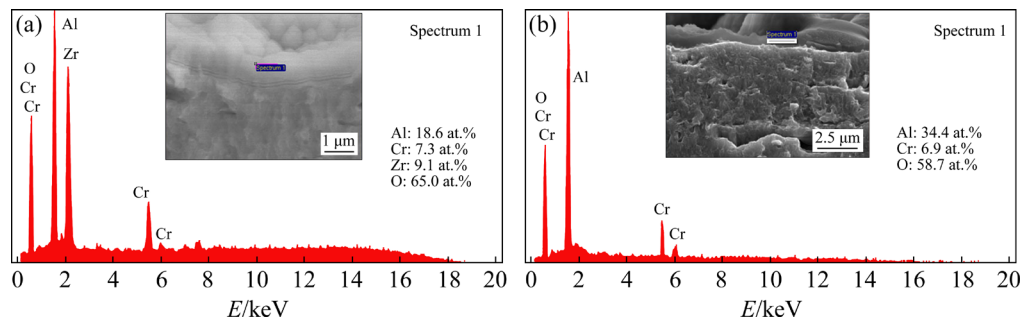 (a)
Al
Spectrum 1
Zr
O
Cr
Cr
Spectrum 1
1 μm
Al: 18.6 at.%
Cr: 7.3 at.%
Zr: 9.1 at.%
O: 65.0 at.%
Cr
Cr
0 2 4 6 8 10 12 14 16 18 20
E/keV
(b)
Spectrum 1
Al
O
Cr
Cr
Spectrum 1
2.5 μm
Al: 34.4 at.%
Cr: 6.9 at.%
O: 58.7 at.%
Cr
Cr
0 2 4 6 8 10 12 14 16 18 20
E/keV